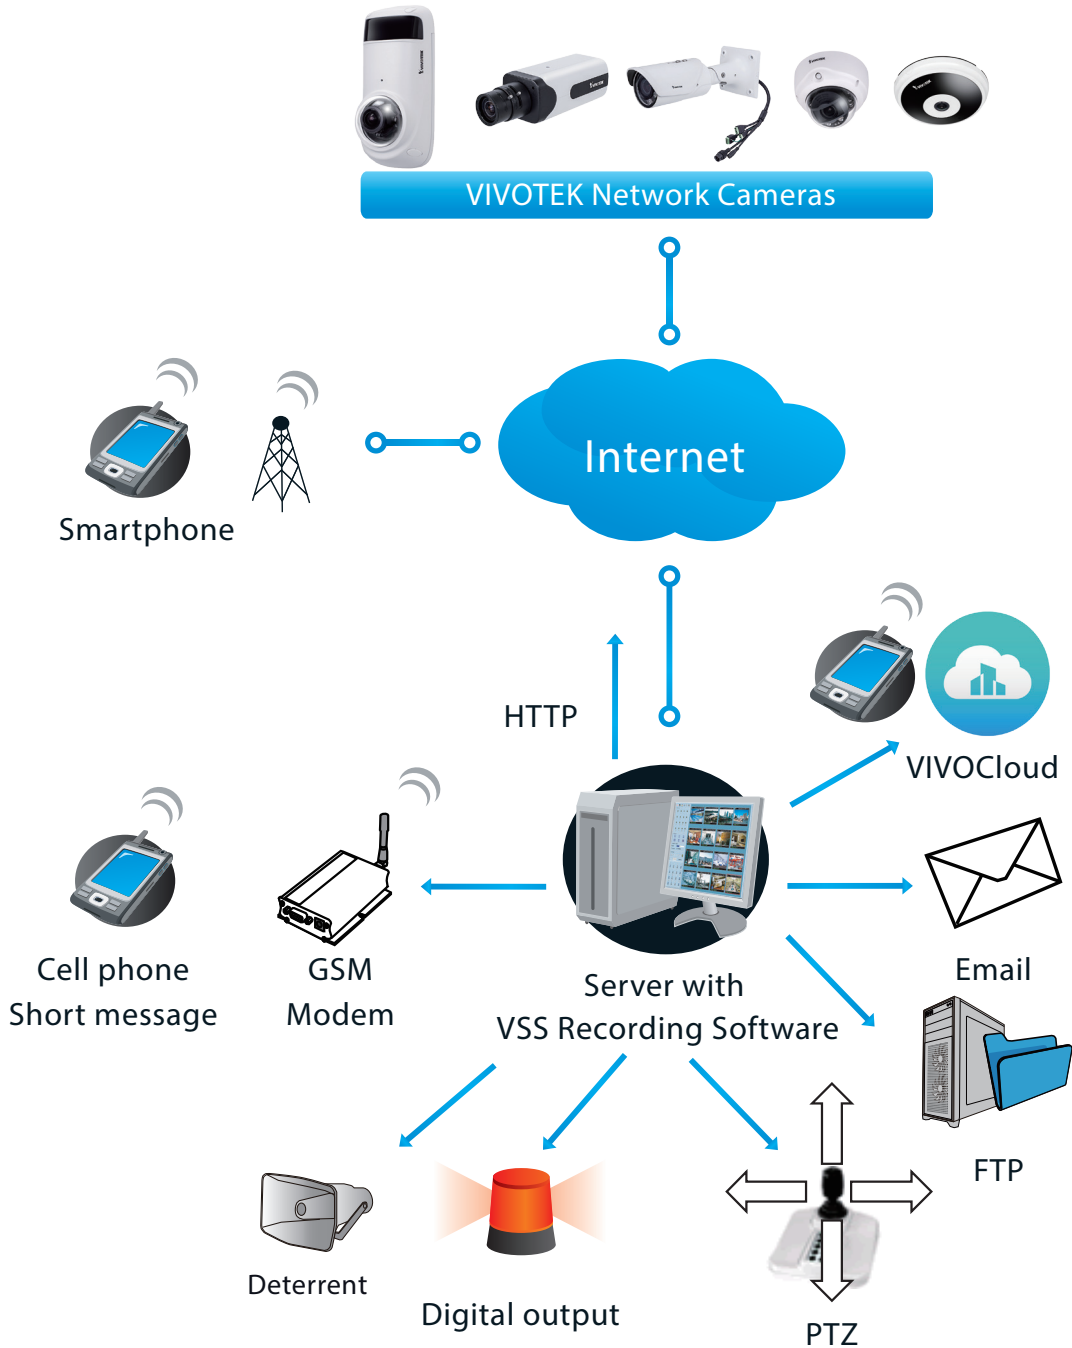 VIVOTEK Network Cameras
Internet
Smartphone
HTTP
VIVOCloud
Cell phone
Short message
GSM
Modem
Server with
VSS Recording Software
Email
FTP
Deterrent
Digital output
PTZ